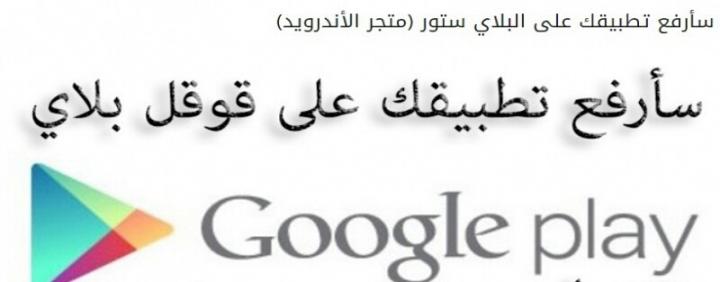 سأرفع تطبيقك على البلاي ستور (متجر الأندرويد)
سأرفع تطبيقك على قوقل بلاي
Google play